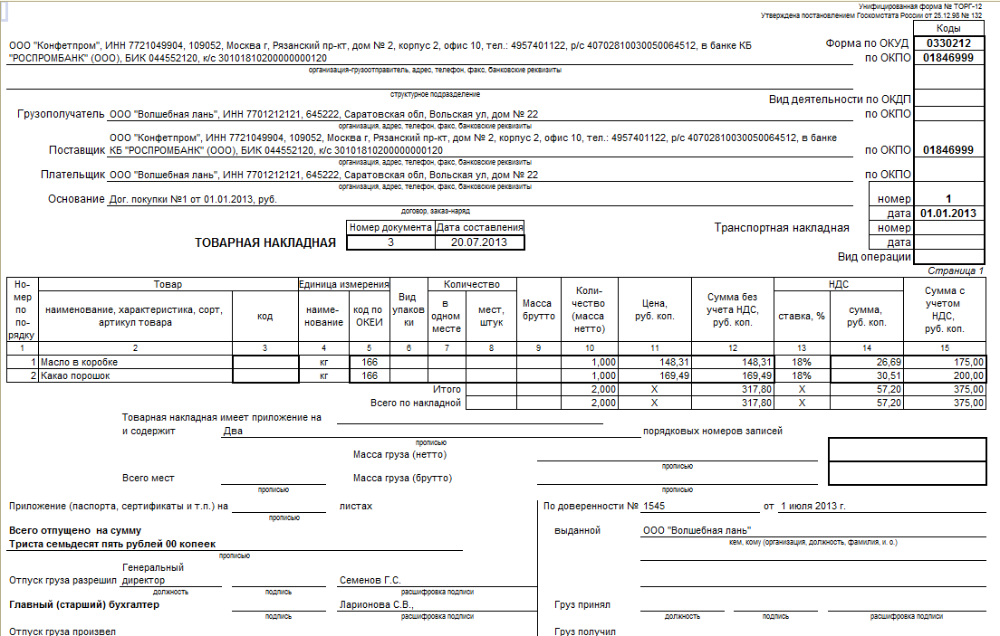 Унифицированная форма № ТОРГ-12
Утверждена постановлением Госкомстата России от 25.12.98 № 132
Коды
Форма по ОКУД 0330212
ООО "Конфетпром", ИНН 7721049904, 109052, Москва г, Рязанский пр-кт, дом № 2, корпус 2, офис 10, тел.: 4957401122, р/с 40702810030050064512, в банке КБ
"РОСПРОМБАНК" (ООО), БИК 044552120, к/с 30101810200000000120 по ОКПО 01846999
организация-грузоотправитель, адрес, телефон, факс, банковские реквизиты
структурное подразделение
Вид деятельности по ОКДП
Грузополучатель ООО "Волшебная лань", ИНН 7701212121, 645222, Саратовская обл, Вольская ул, дом № 22 по ОКПО
организация, адрес, телефон, факс, банковские реквизиты
ООО "Конфетпром", ИНН 7721049904, 109052, Москва г, Рязанский пр-кт, дом № 2, корпус 2, офис 10, тел.: 4957401122, р/с 40702810030050064512, в банке
Поставщик КБ "РОСПРОМБАНК" (ООО), БИК 044552120, к/с 30101810200000000120 по ОКПО 01846999
организация, адрес, телефон, факс, банковские реквизиты
Плательщик ООО "Волшебная лань", ИНН 7701212121, 645222, Саратовская обл, Вольская ул, дом № 22 по ОКПО
организация, адрес, телефон, факс, банковские реквизиты
Основание Дог. покупки №1 от 01.01.2013, руб. номер 1
договор, заказ-наряд
дата 01.01.2013
Номер документа Дата составления Транспортная накладная номер
ТОВАРНАЯ НАКЛАДНАЯ 3 20.07.2013 дата
Вид операции
Страница 1
Но-
мер
по
по-
рядку
Товар
наименование, характеристика, сорт,
артикул товара
код
Единица измерения
наиме-
нование
код по
ОКЕИ
Вид
упаков
ки
Количество
в
одном
месте
мест,
штук
Масса
брутто
Коли-
чество
(масса
нетто)
Цена,
руб. коп.
Сумма без
учета НДС,
руб. коп.
НДС
ставка, %
сумма,
руб. коп.
Сумма с
учетом
НДС,
руб. коп.
1 2 3 4 5 6 7 8 9 10 11 12 13 14 15
1 Масло в коробке кг 166 1,000 148,31 148,31 18% 26,69 175,00
2 Какао порошок кг 166 1,000 169,49 169,49 18% 30,51 200,00
Итого 2,000 Х 317,80 Х 57,20 375,00
Всего по накладной 2,000 Х 317,80 Х 57,20 375,00
Товарная накладная имеет приложение на
и содержит Два порядковых номеров записей
прописью
Масса груза (нетто)
прописью
Всего мест Масса груза (брутто)
прописью прописью
Приложение (паспорта, сертификаты и т.п.) на листах
прописью
По доверенности № 1545 от 1 июля 2013 г.
Всего отпущено на сумму
Триста семьдесят пять рублей 00 копеек
прописью
выданной ООО "Волшебная лань"
кем, кому (организация, должность, фамилия, и. о.)
Генеральный
Отпуск груза разрешил директор Семенов Г.С.
должность подпись расшифровка подписи
Главный (старший) бухгалтер Ларионова С.В.,
подпись расшифровка подписи
Груз принял
должность подпись расшифровка подписи
Отпуск груза произвел
Груз получил